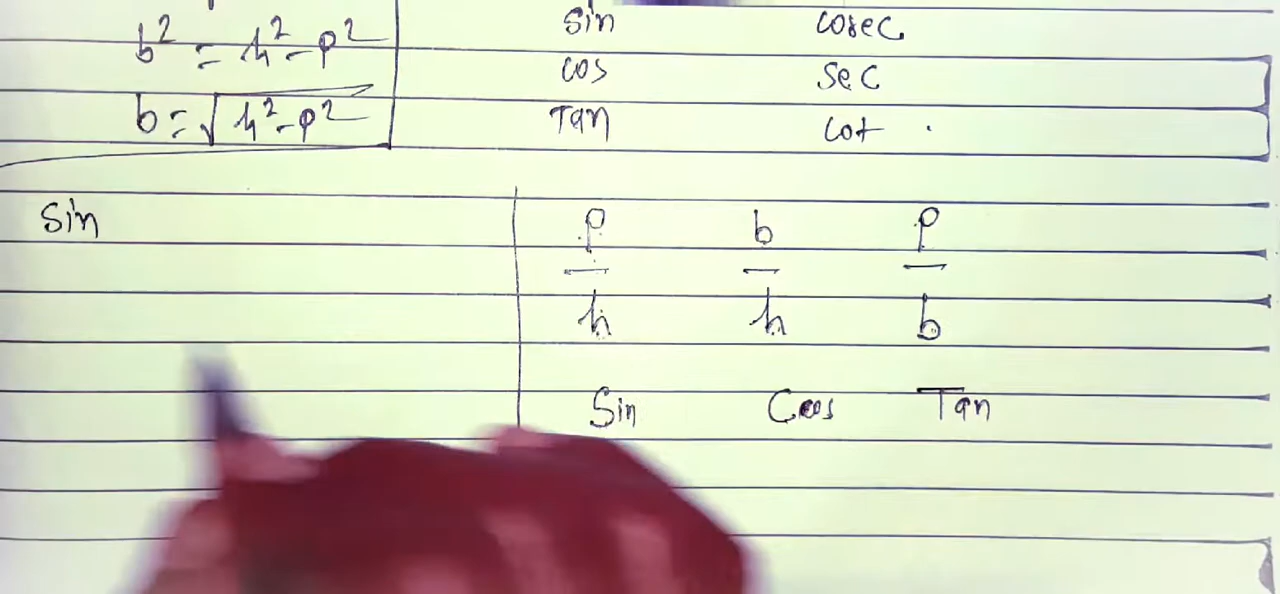 b² = h² - p²
b = √h² - p²
sin cosec
cos sec
Tan cot .
Sin
p b p
— — —
h h b
Sin Cos Tan